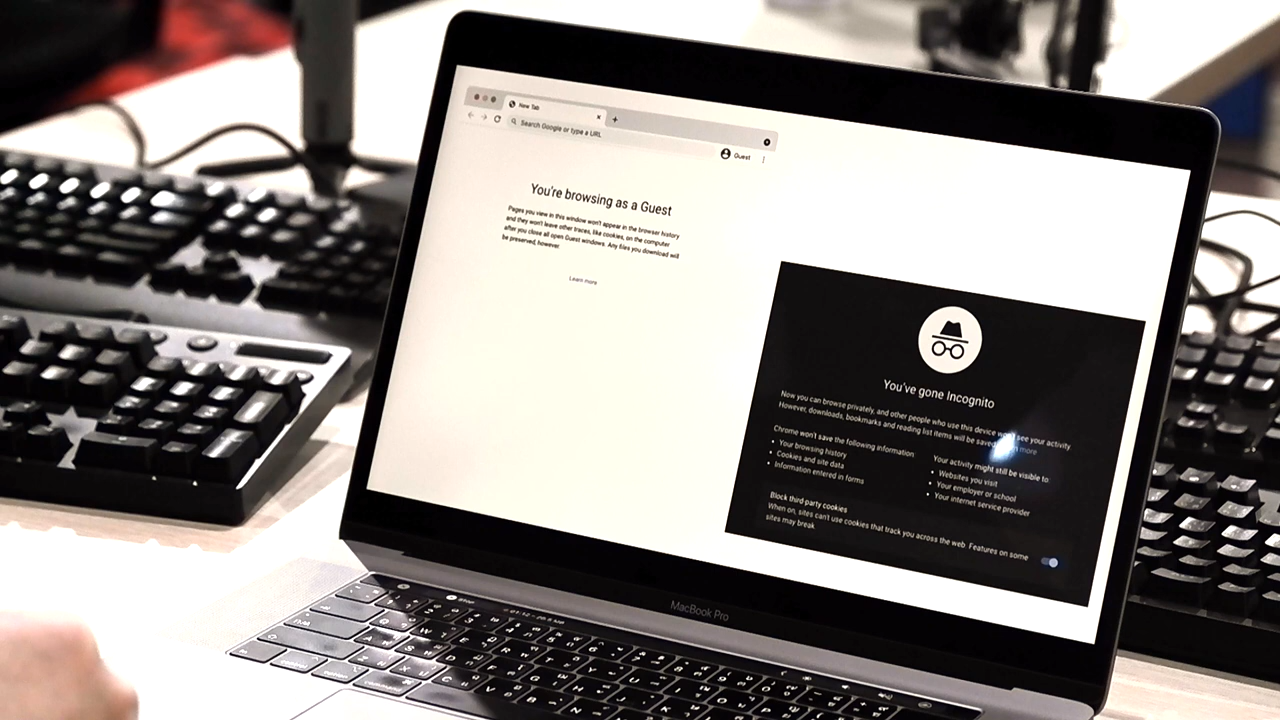 New Tab
Search Google or type a URL
Guest
You're browsing as a Guest
Pages you view in this window won't appear in the browser history
and they won't leave other traces, like cookies, on the computer
after you close all open Guest windows. Any files you download will
be preserved, however.
Learn more
You've gone Incognito
Now you can browse privately, and other people who use this device won't see your activity
However, downloads, bookmarks and reading list items will be saved. more
Chrome won't save the following information
• Your browsing history
• Cookies and site data
• Information entered in forms
Your activity might still be visible to:
• Websites you visit
• Your employer or school
• Your internet service provider
Block third-party cookies
When on, sites can't use cookies that track you across the web. Features on some
sites may break
MacBook Pro